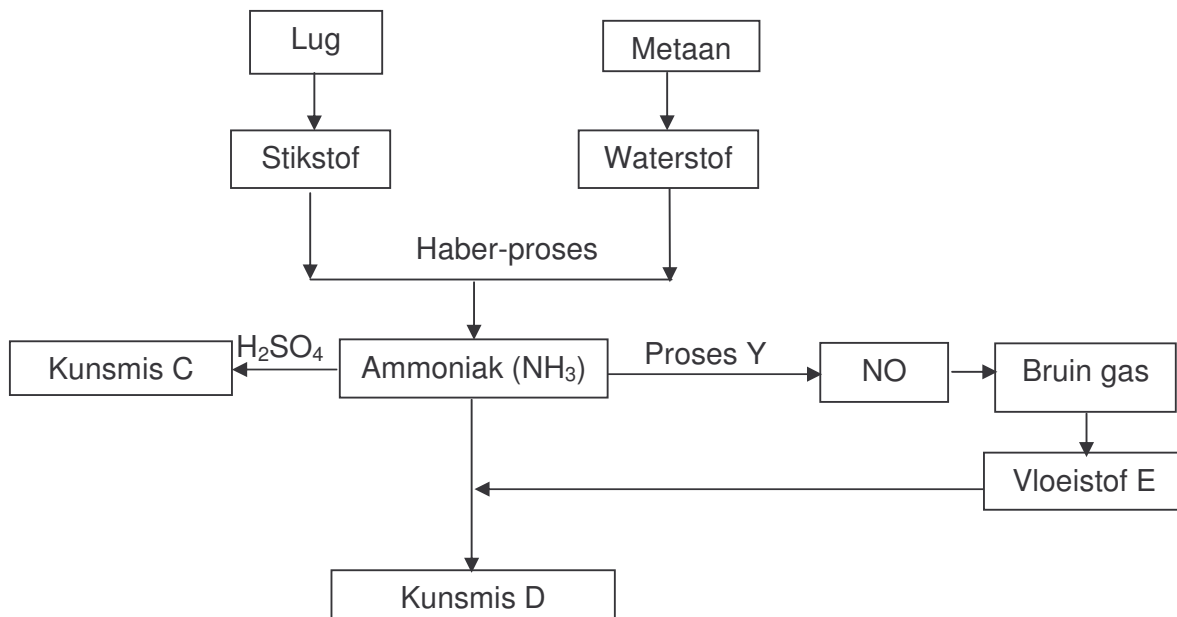 Lug
Metaan
Stikstof
Waterstof
Haber-proses
H₂SO₄
Kunsmis C
Ammoniak (NH₃)
Proses Y
NO
Bruin gas
Vloeistof E
Kunsmis D